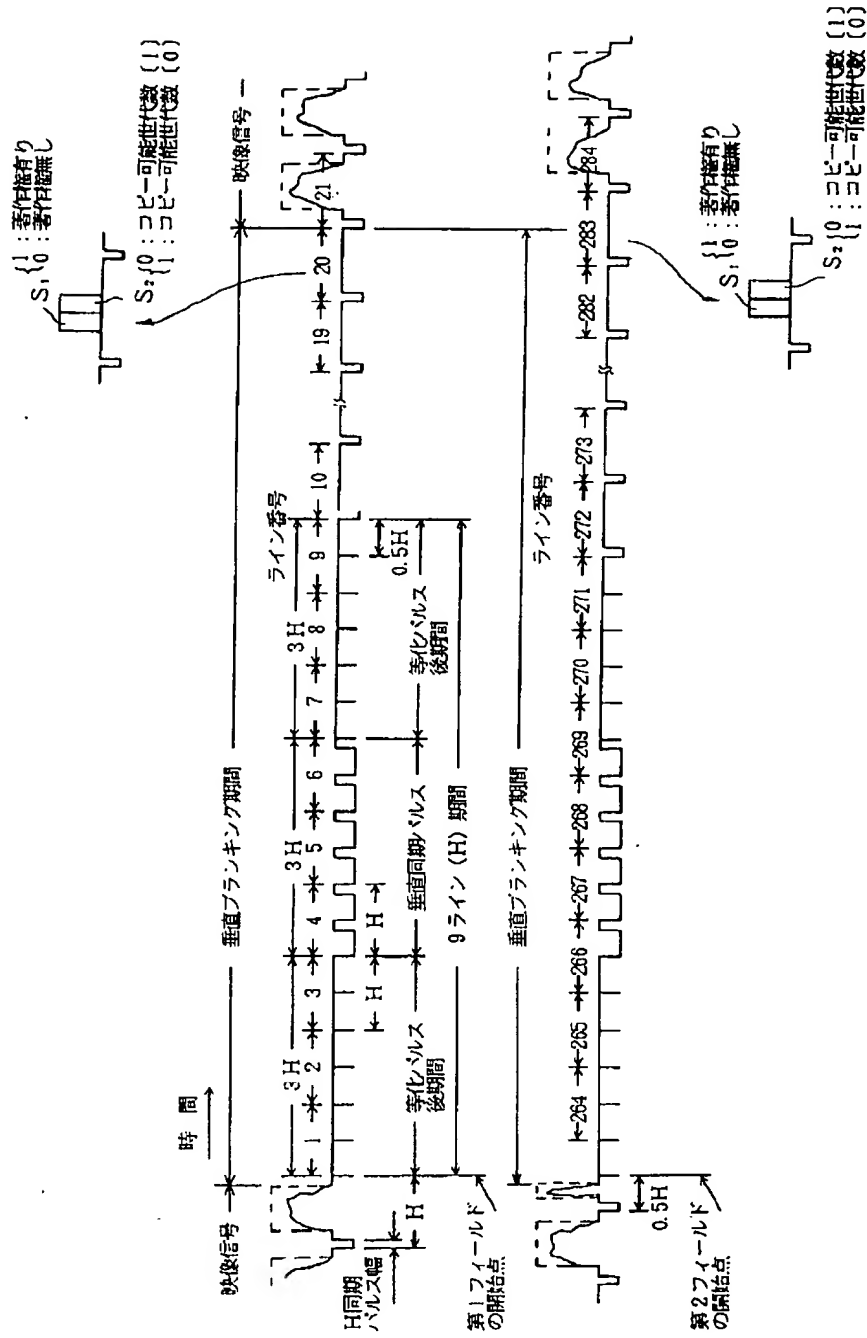 S₁{1：著作権有り
0：著作権無し
S₂{0：コピー可能世代数〔1〕
1：コピー可能世代数〔0〕
時　間
映像信号
垂直ブランキング期間
映像信号
3H
3H
3H
ライン番号
1
2
3
4
5
6
7
8
9
10
19
20
21
H同期
パルス幅
H
H
H
0.5H
等化パルス
後期間
垂直同期パルス
等化パルス
後期間
9ライン（H）期間
第1フィールド
の開始点
垂直ブランキング期間
ライン番号
264
265
266
267
268
269
270
271
272
273
282
283
284
0.5H
第2フィールド
の開始点
S₁{1：著作権有り
0：著作権無し
S₂{0：コピー可能世代数〔1〕
1：コピー可能世代数〔0〕